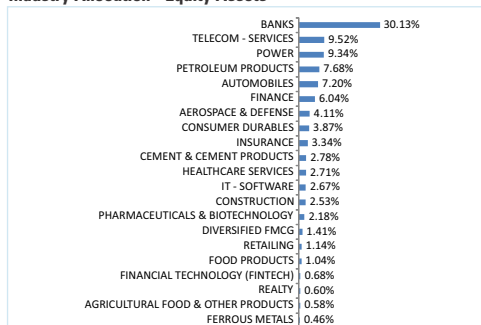 Industry Allocation - Equity Assets
BANKS 30.13%
TELECOM - SERVICES 9.52%
POWER 9.34%
PETROLEUM PRODUCTS 7.68%
AUTOMOBILES 7.20%
FINANCE 6.04%
AEROSPACE & DEFENSE 4.11%
CONSUMER DURABLES 3.87%
INSURANCE 3.34%
CEMENT & CEMENT PRODUCTS 2.78%
HEALTHCARE SERVICES 2.71%
IT - SOFTWARE 2.67%
CONSTRUCTION 2.53%
PHARMACEUTICALS & BIOTECHNOLOGY 2.18%
DIVERSIFIED FMCG 1.41%
RETAILING 1.14%
FOOD PRODUCTS 1.04%
FINANCIAL TECHNOLOGY (FINTECH) 0.68%
REALTY 0.60%
AGRICULTURAL FOOD & OTHER PRODUCTS 0.58%
FERROUS METALS 0.46%